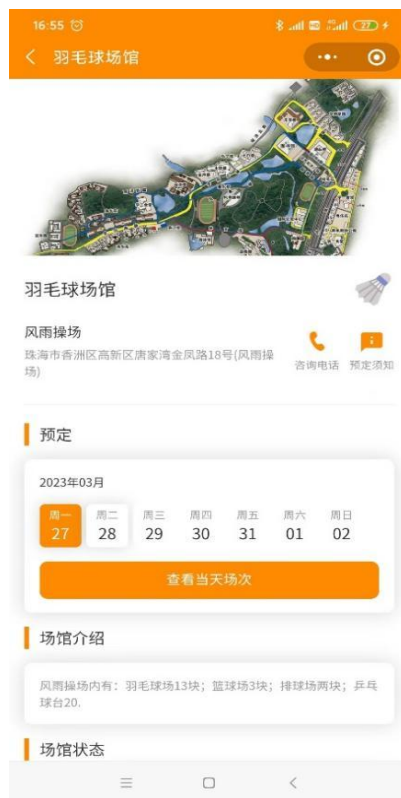 16:55
27
羽毛球场馆
羽毛球场馆
风雨操场
珠海市香洲区高新区唐家湾金凤路18号(风雨操
场)
咨询电话 预定须知
预定
2023年03月
周一 周二 周三 周四 周五 周六 周日
27 28 29 30 31 01 02
查看当天场次
场馆介绍
风雨操场内有：羽毛球场13块；篮球场3块；排球场两块；乒乓
球台20.
场馆状态